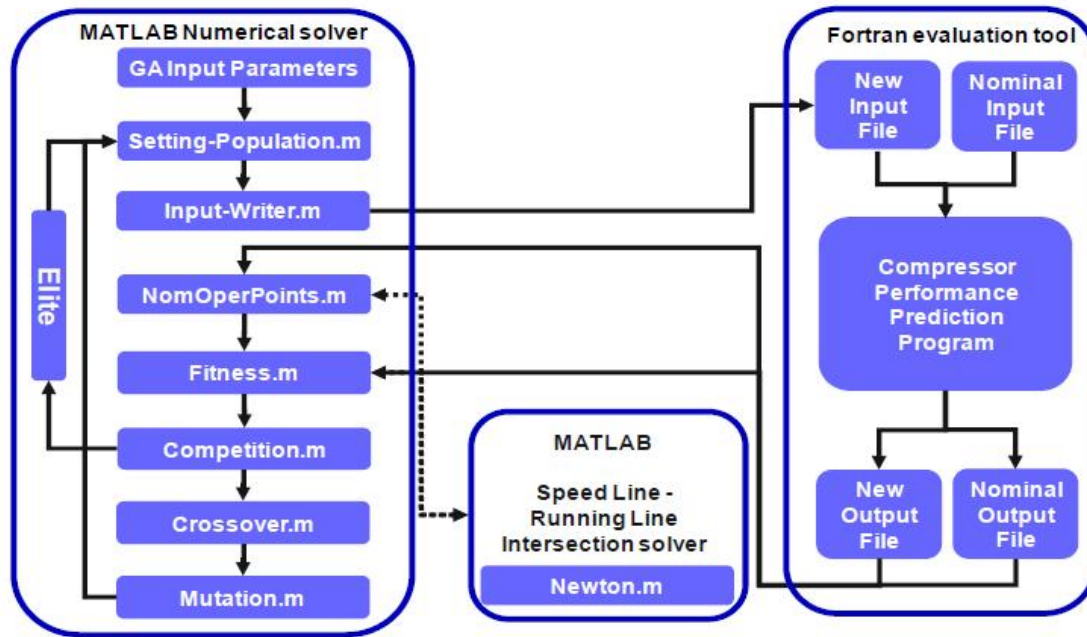 MATLAB Numerical solver
GA Input Parameters
Setting-Population.m
Input-Writer.m
NomOperPoints.m
Fitness.m
Competition.m
Crossover.m
Mutation.m
Elite
MATLAB
Speed Line -
Running Line
Intersection solver
Newton.m
Fortran evaluation tool
New
Input
File
Nominal
Input
File
Compressor
Performance
Prediction
Program
New
Output
File
Nominal
Output
File